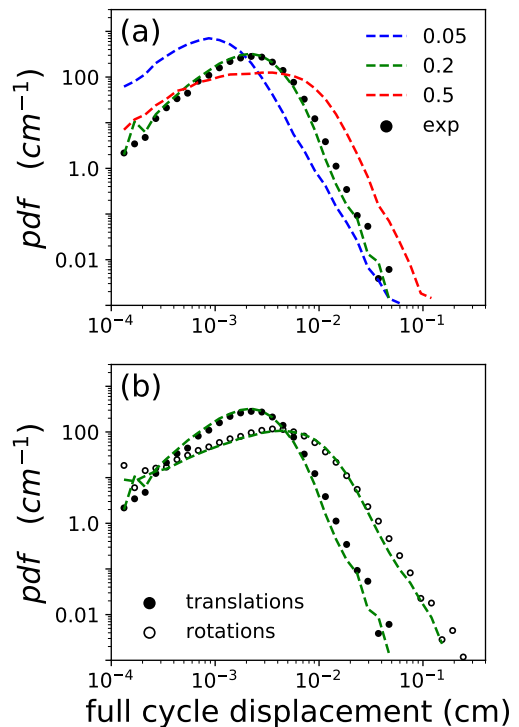 (a)
0.05
0.2
0.5
exp
100
1.0
0.01
pdf (cm⁻¹)
10⁻⁴ 10⁻³ 10⁻² 10⁻¹
(b)
100
1.0
0.01
pdf (cm⁻¹)
translations
rotations
10⁻⁴ 10⁻³ 10⁻² 10⁻¹
full cycle displacement (cm)